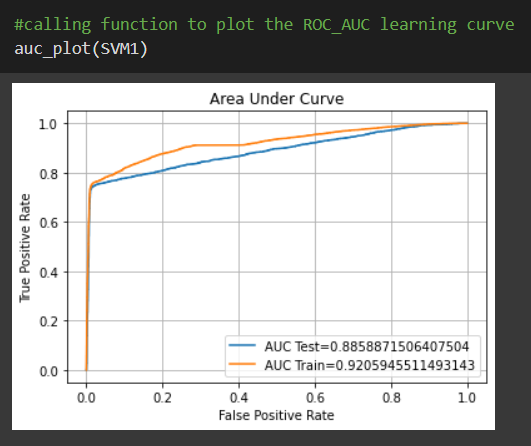 #calling function to plot the ROC_AUC learning curve
auc_plot(SVM1)
Area Under Curve
True Positive Rate
1.0
0.8
0.6
0.4
0.2
0.0
AUC Test=0.8858871506407504
AUC Train=0.9205945511493143
0.0 0.2 0.4 0.6 0.8 1.0
False Positive Rate